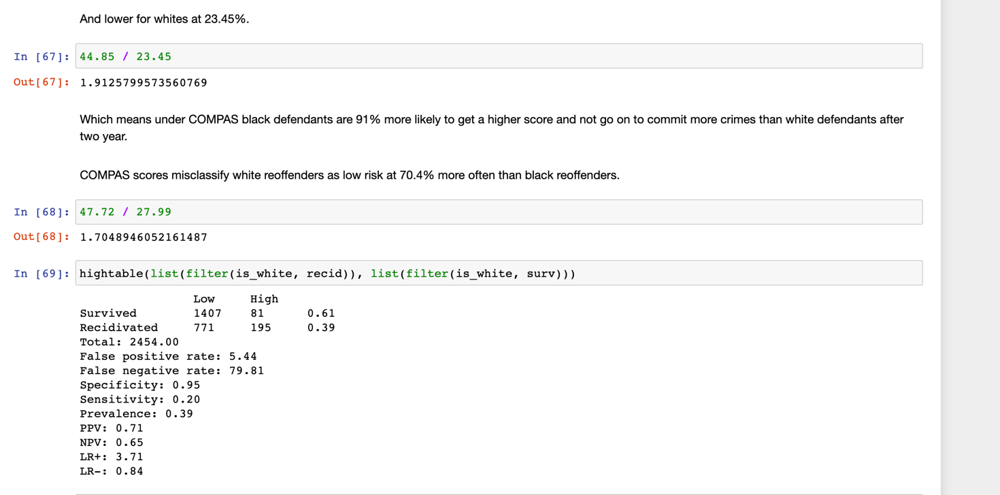 And lower for whites at 23.45%.
In [67]: 44.85 / 23.45
Out[67]: 1.9125799573560769
Which means under COMPAS black defendants are 91% more likely to get a higher score and not go on to commit more crimes than white defendants after
two year.
COMPAS scores misclassify white reoffenders as low risk at 70.4% more often than black reoffenders.
In [68]: 47.72 / 27.99
Out[68]: 1.7048946052161487
In [69]: hightable(list(filter(is_white, recid)), list(filter(is_white, surv)))
Low High
Survived 1407 81 0.61
Recidivated 771 195 0.39
Total: 2454.00
False positive rate: 5.44
False negative rate: 79.81
Specificity: 0.95
Sensitivity: 0.20
Prevalence: 0.39
PPV: 0.71
NPV: 0.65
LR+: 3.71
LR-: 0.84